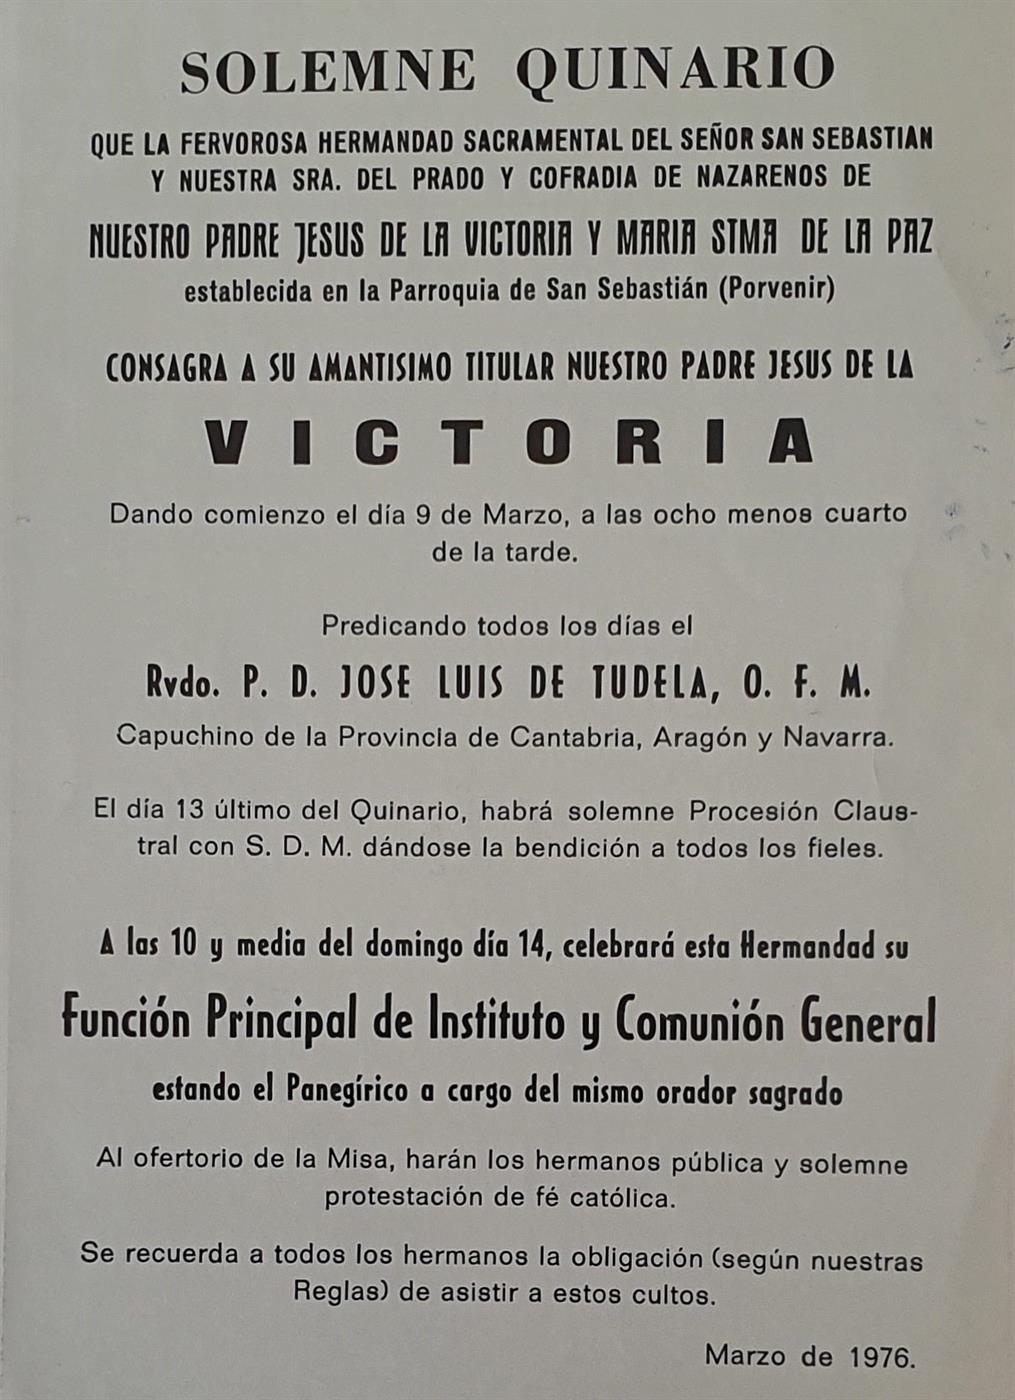 SOLEMNE QUINARIO
QUE LA FERVOROSA HERMANDAD SACRAMENTAL DEL SEÑOR SAN SEBASTIAN
Y NUESTRA SRA. DEL PRADO Y COFRADIA DE NAZARENOS DE
NUESTRO PADRE JESUS DE LA VICTORIA Y MARIA STMA DE LA PAZ
establecida en la Parroquia de San Sebastián (Porvenir)
CONSAGRA A SU AMANTISIMO TITULAR NUESTRO PADRE JESUS DE LA
VICTORIA
Dando comienzo el día 9 de Marzo, a las ocho menos cuarto
de la tarde.
Predicando todos los días el
Rvdo. P. D. JOSE LUIS DE TUDELA, O. F. M.
Capuchino de la Provincia de Cantabria, Aragón y Navarra.
El día 13 último del Quinario, habrá solemne Procesión Claus-
tral con S. D. M. dándose la bendición a todos los fieles.
A las 10 y media del domingo día 14, celebrará esta Hermandad su
Función Principal de Instituto y Comunión General
estando el Panegírico a cargo del mismo orador sagrado
Al ofertorio de la Misa, harán los hermanos pública y solemne
protestación de fé católica.
Se recuerda a todos los hermanos la obligación (según nuestras
Reglas) de asistir a estos cultos.
Marzo de 1976.